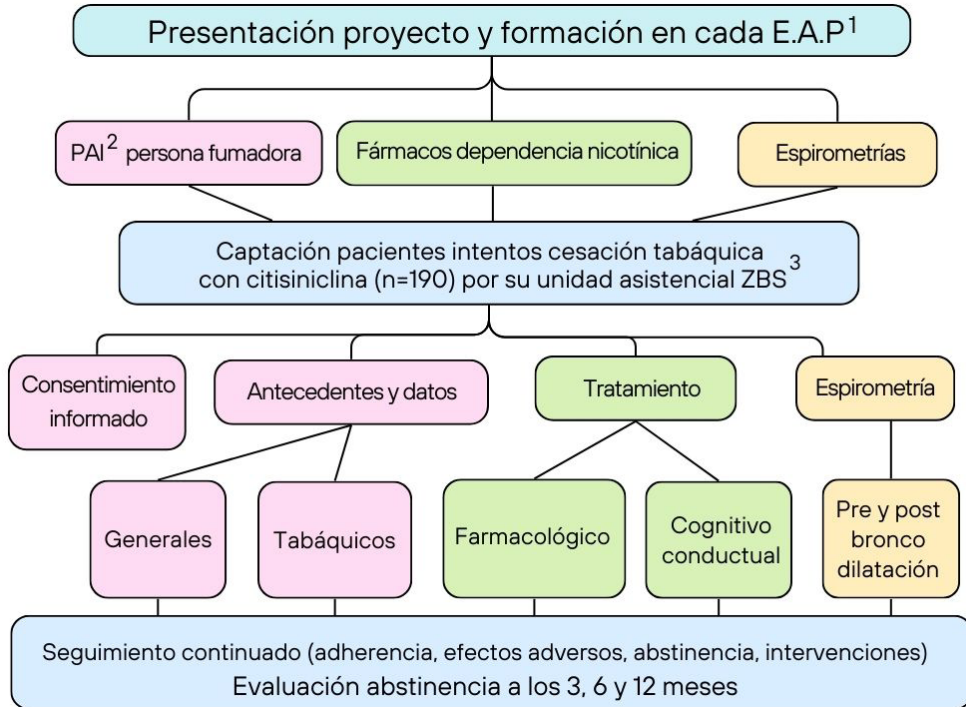 Presentación proyecto y formación en cada E.A.P¹
PAI² persona fumadora
Fármacos dependencia nicotínica
Espirometrías
Captación pacientes intentos cesación tabáquica
con citisiniclina (n=190) por su unidad asistencial ZBS³
Consentimiento
informado
Antecedentes y datos
Tratamiento
Espirometría
Generales
Tabáquicos
Farmacológico
Cognitivo
conductual
Pre y post
bronco
dilatación
Seguimiento continuado (adherencia, efectos adversos, abstinencia, intervenciones)
Evaluación abstinencia a los 3, 6 y 12 meses